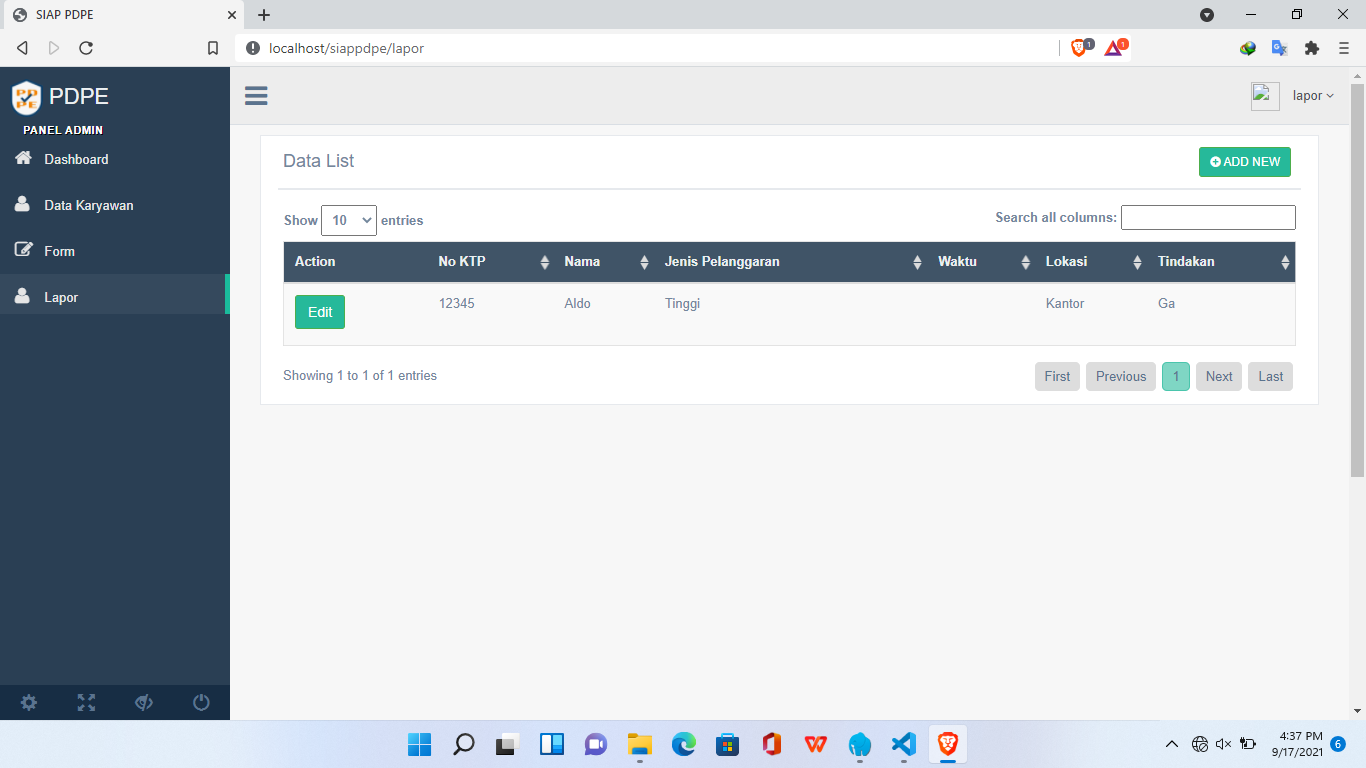 SIAP PDPE
localhost/siappdpe/lapor
1
1
PDPE
PANEL ADMIN
Dashboard
Data Karyawan
Form
Lapor
lapor
Data List
ADD NEW
Show 10 entries
Search all columns:
Action No KTP Nama Jenis Pelanggaran Waktu Lokasi Tindakan
Edit 12345 Aldo Tinggi Kantor Ga
Showing 1 to 1 of 1 entries
First Previous 1 Next Last
4:37 PM
9/17/2021
6